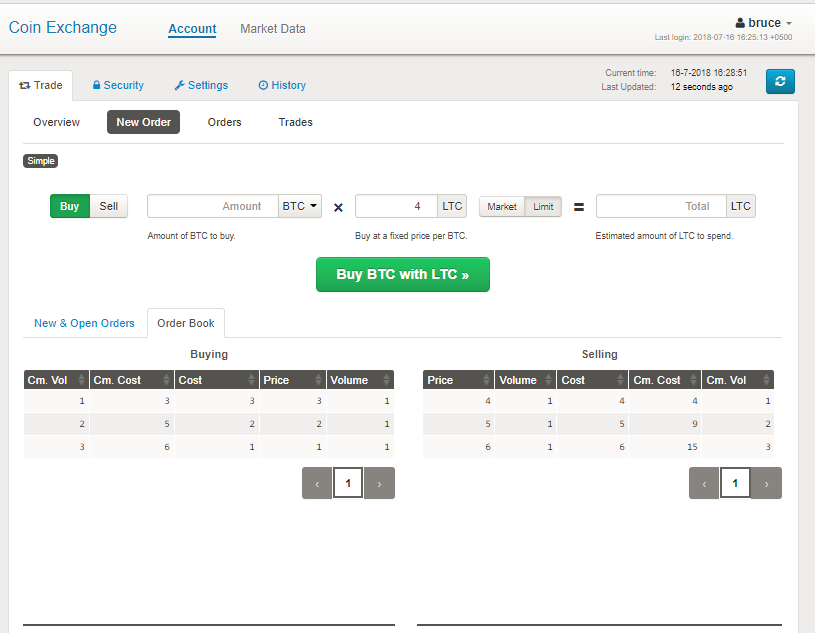 Coin Exchange Account Market Data bruce
Last login: 2018-07-16 16:25:13 +0500
Trade Security Settings History Current time: 16-7-2018 16:28:51
Last Updated: 12 seconds ago
Overview New Order Orders Trades
Simple
Buy Sell Amount BTC × 4 LTC Market Limit = Total LTC
Amount of BTC to buy. Buy at a fixed price per BTC. Estimated amount of LTC to spend.
Buy BTC with LTC »
New & Open Orders Order Book
Buying Selling
Cm. Vol Cm. Cost Cost Price Volume Price Volume Cost Cm. Cost Cm. Vol
1 3 3 3 1 4 1 4 4 1
2 5 2 2 1 5 1 5 9 2
3 6 1 1 1 6 1 6 15 3
‹ 1 › ‹ 1 ›